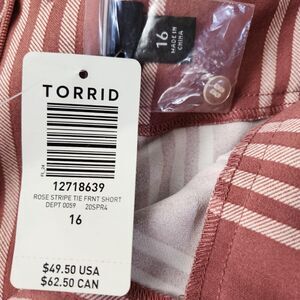 16
MADE IN
CHINA
TORRID
12718639
ROSE STRIPE TIE FRNT SHORT
DEPT 0059 20SPR4
16
$49.50 USA
$62.50 CAN